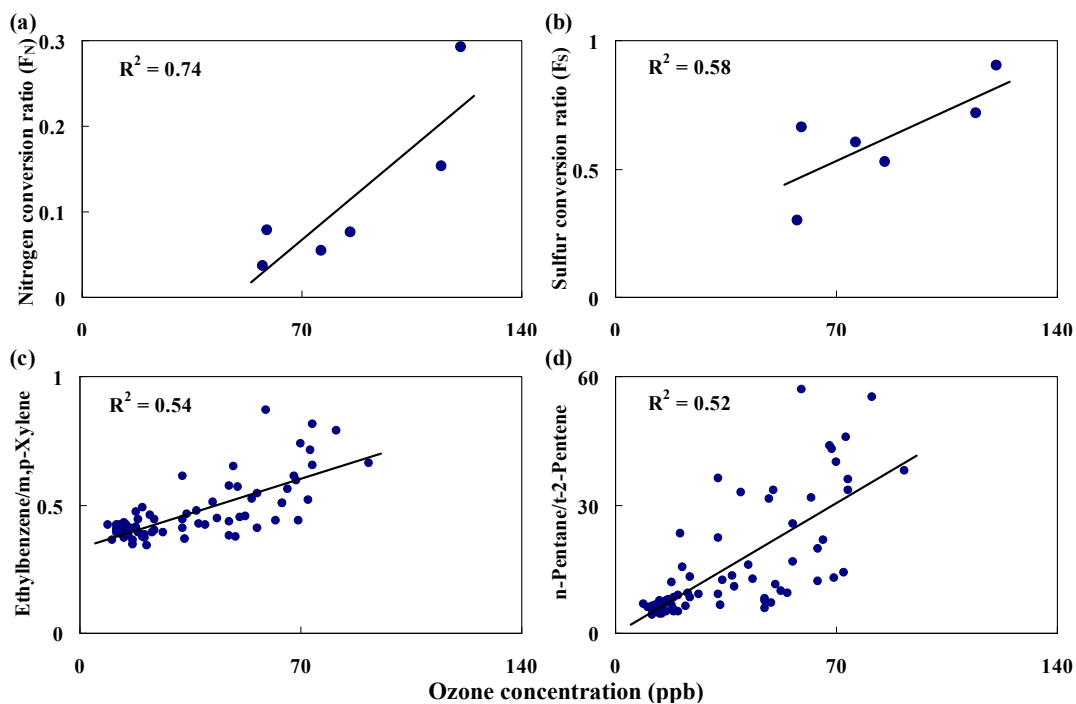 (a)
Nitrogen conversion ratio (FN)
0.3
0.2
0.1
0
R² = 0.74
0 70 140
(b)
Sulfur conversion ratio (FS)
1
0.5
0
R² = 0.58
0 70 140
(c)
Ethylbenzene/m,p-Xylene
1
0.5
0
R² = 0.54
0 70 140
(d)
n-Pentane/t-2-Pentene
60
30
0
R² = 0.52
0 70 140
Ozone concentration (ppb)